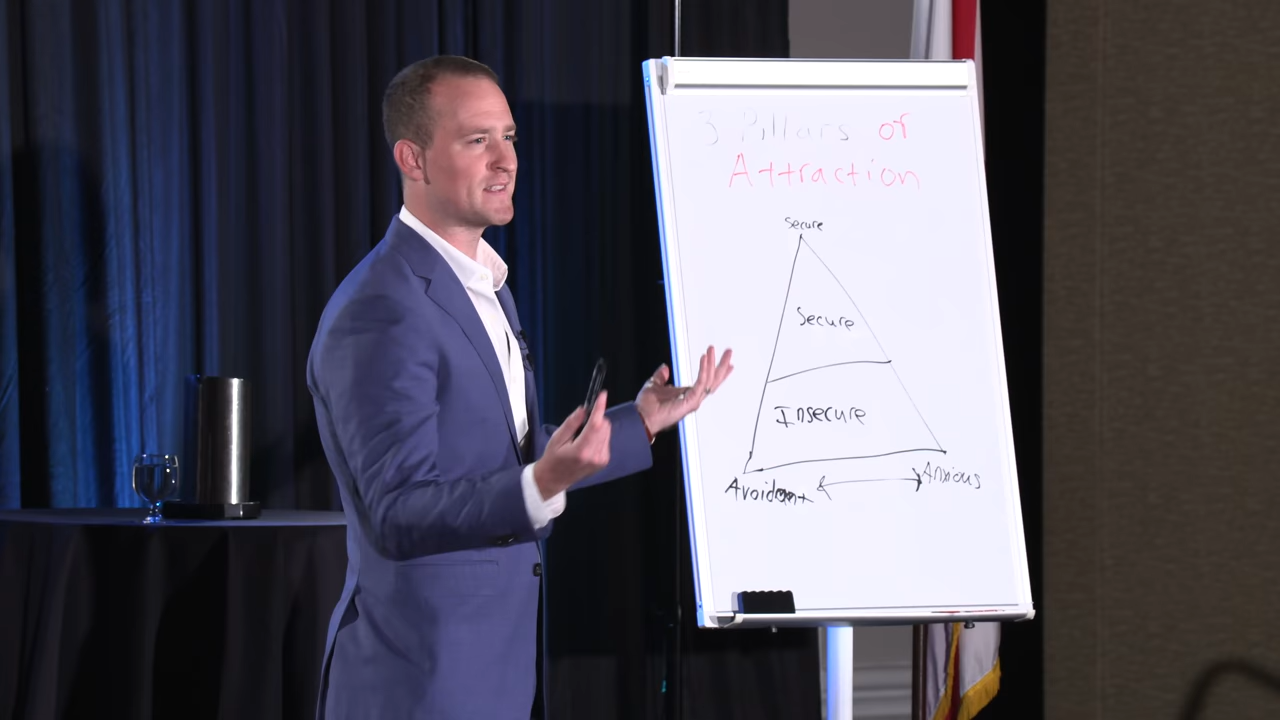 3 Pillars of
Attraction
Secure
Secure
Insecure
Avoidant
Anxious